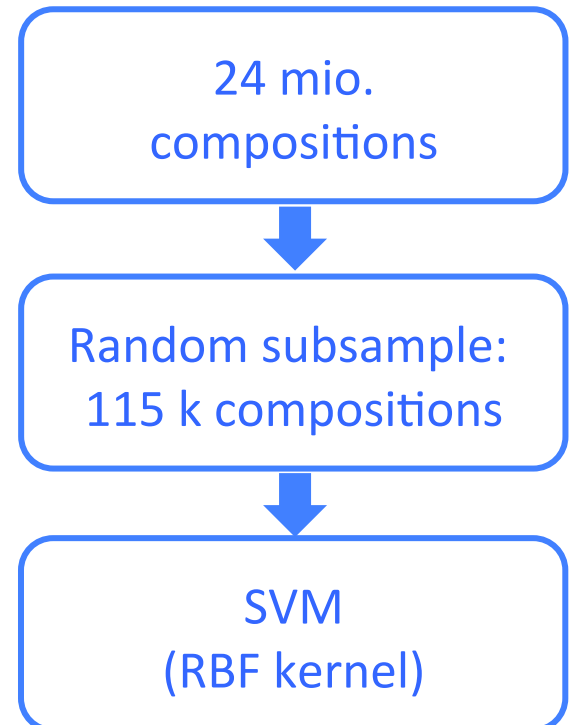 24 mio.
compositions
Random subsample:
115 k compositions
SVM
(RBF kernel)